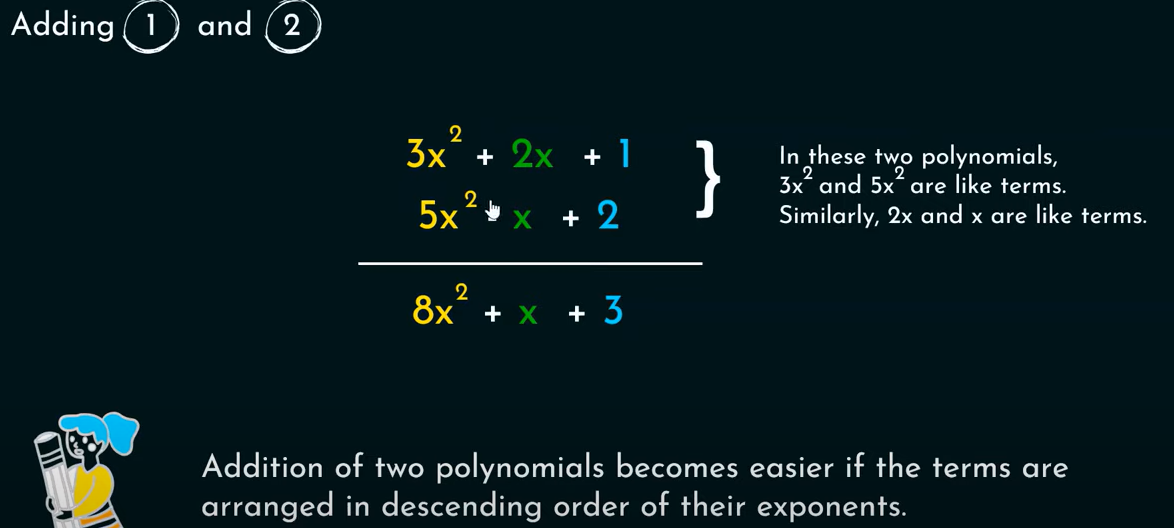 Adding 1 and 2
3x² + 2x + 1
5x² x + 2
8x² + x + 3
In these two polynomials,
3x² and 5x² are like terms.
Similarly, 2x and x are like terms.
Addition of two polynomials becomes easier if the terms are
arranged in descending order of their exponents.